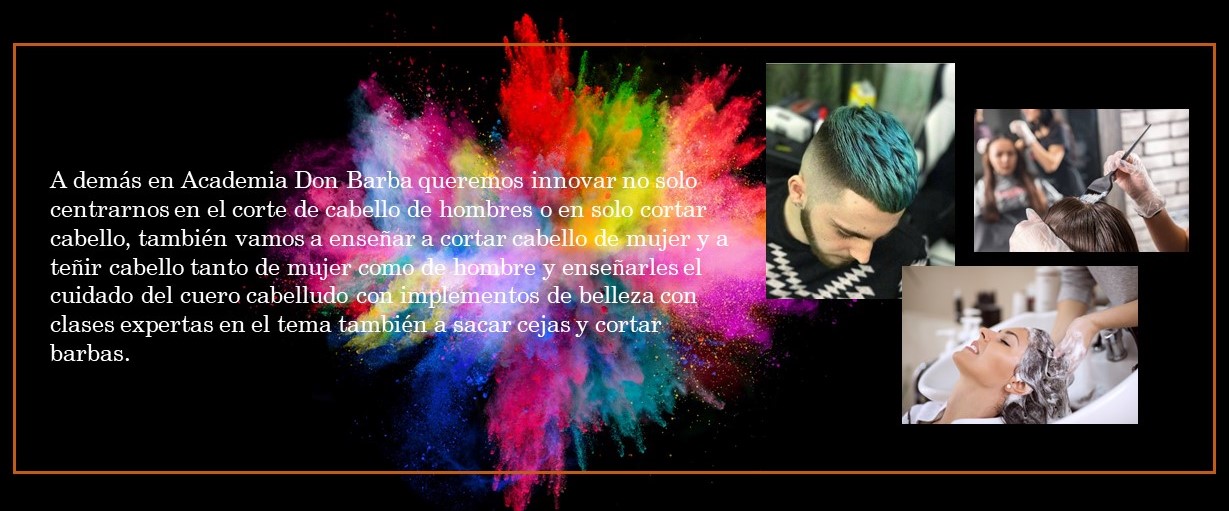 A demás en Academia Don Barba queremos innovar no solo
centrarnos en el corte de cabello de hombres o en solo cortar
cabello, también vamos a enseñar a cortar cabello de mujer y a
teñir cabello tanto de mujer como de hombre y enseñarles el
cuidado del cuero cabelludo con implementos de belleza con
clases expertas en el tema también a sacar cejas y cortar
barbas.